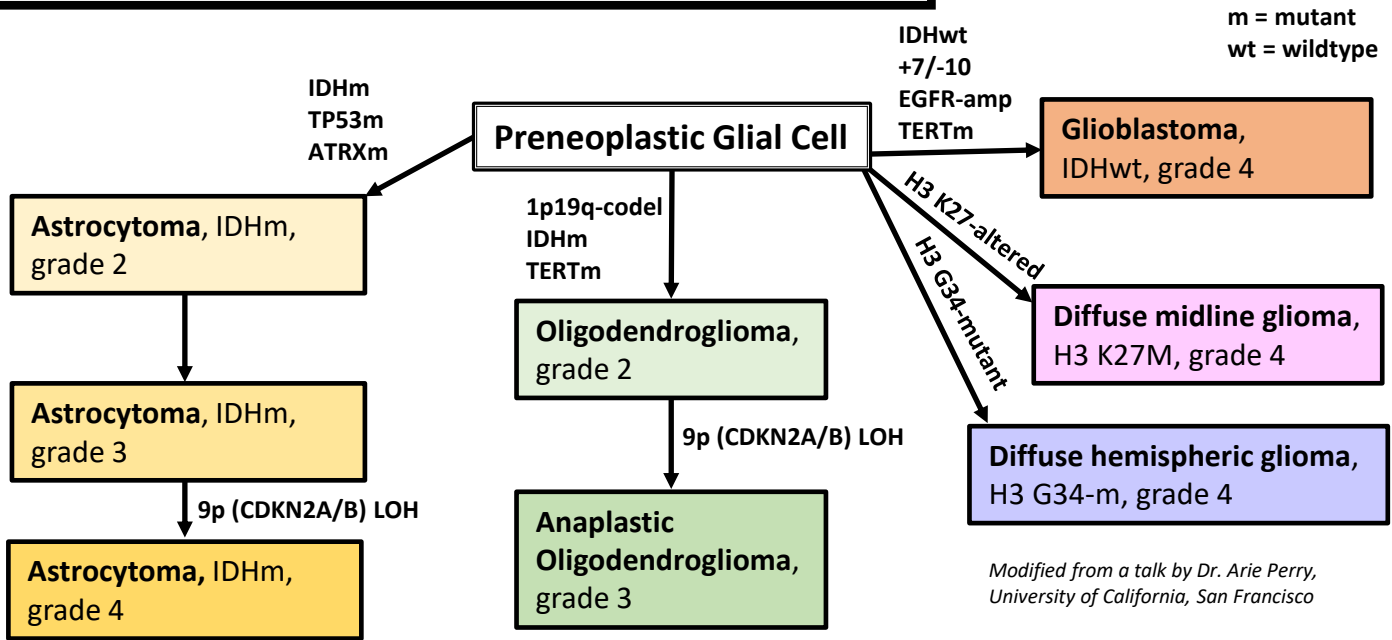 m = mutant
wt = wildtype
IDHwt
+7/-10
EGFR-amp
TERTm
IDHm
TP53m
ATRXm
Preneoplastic Glial Cell
Glioblastoma,
IDHwt, grade 4
H3 K27-altered
H3 G34-mutant
1p19q-codel
IDHm
TERTm
Astrocytoma, IDHm,
grade 2
Oligodendroglioma,
grade 2
Diffuse midline glioma,
H3 K27M, grade 4
Astrocytoma, IDHm,
grade 3
9p (CDKN2A/B) LOH
Diffuse hemispheric glioma,
H3 G34-m, grade 4
9p (CDKN2A/B) LOH
Anaplastic
Oligodendroglioma,
grade 3
Astrocytoma, IDHm,
grade 4
Modified from a talk by Dr. Arie Perry,
University of California, San Francisco